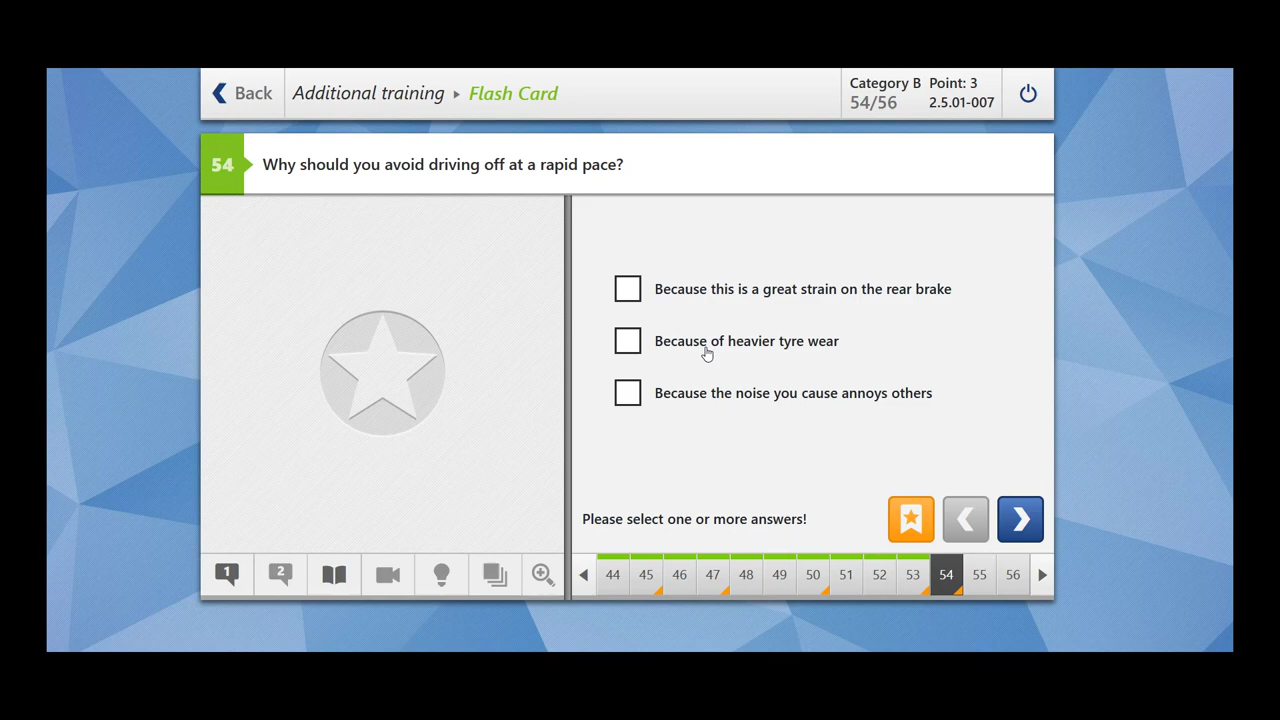 Back
Additional training ▸ Flash Card
Category B Point: 3
54/56 2.5.01-007
54
Why should you avoid driving off at a rapid pace?
Because this is a great strain on the rear brake
Because of heavier tyre wear
Because the noise you cause annoys others
Please select one or more answers!
1 2
44 45 46 47 48 49 50 51 52 53 54 55 56